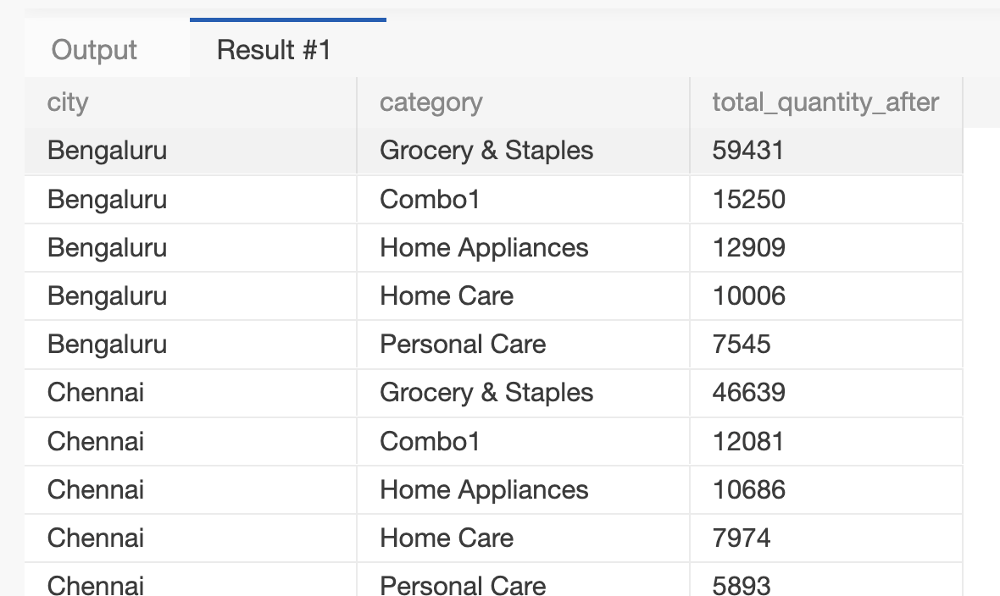 Output Result #1
city category total_quantity_after
Bengaluru Grocery & Staples 59431
Bengaluru Combo1 15250
Bengaluru Home Appliances 12909
Bengaluru Home Care 10006
Bengaluru Personal Care 7545
Chennai Grocery & Staples 46639
Chennai Combo1 12081
Chennai Home Appliances 10686
Chennai Home Care 7974
Chennai Personal Care 5893